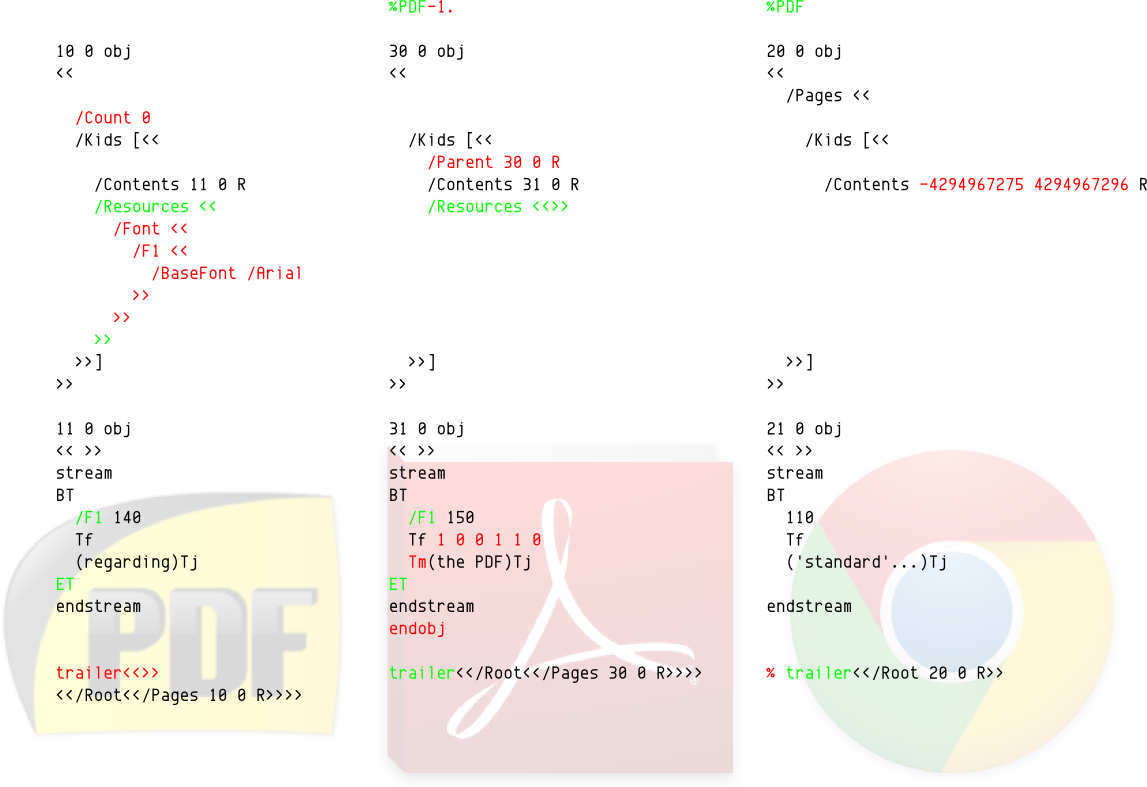 10 0 obj
<<
/Count 0
/Kids [<<
/Contents 11 0 R
/Resources <<
/Font <<
/F1 <<
/BaseFont /Arial
>>
>>
>>
>>]
>>
11 0 obj
<< >>
stream
BT
/F1 140
Tf
(regarding)Tj
ET
endstream
trailer<<>>
<</Root<</Pages 10 0 R>>>>
PDF
%PDF-1.
30 0 obj
<<
/Kids [<<
/Parent 30 0 R
/Contents 31 0 R
/Resources <<>>
>>]
>>
31 0 obj
<< >>
stream
BT
/F1 150
Tf 1 0 0 1 1 0
Tm(the PDF)Tj
ET
endstream
endobj
trailer<</Root<</Pages 30 0 R>>>>
%PDF
20 0 obj
<<
/Pages <<
/Kids [<<
/Contents -4294967275 4294967296 R
>>]
>>
21 0 obj
<< >>
stream
BT
110
Tf
('standard'...)Tj
endstream
% trailer<</Root 20 0 R>>